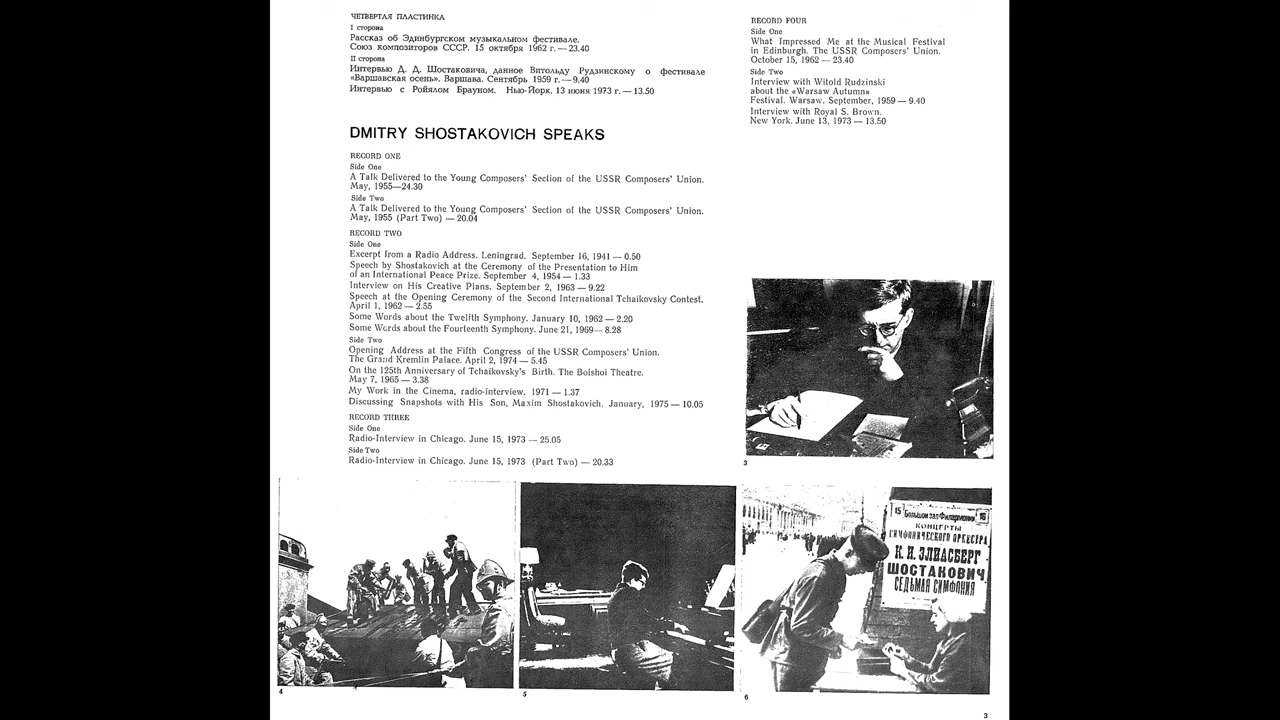 ЧЕТВЕРТАЯ ПЛАСТИНКА
I сторона
Рассказ об Эдинбургском музыкальном фестивале.
Союз композиторов СССР. 15 октября 1962 г. — 23.40
II сторона
Интервью Д. Д. Шостаковича, данное Витольду Рудзинскому о фестивале
«Варшавская осень». Варшава. Сентябрь 1959 г. — 9.40
Интервью с Ройялом Брауном. Нью-Йорк. 13 июня 1973 г. — 13.50
DMITRY SHOSTAKOVICH SPEAKS
RECORD ONE
Side One
A Talk Delivered to the Young Composers' Section of the USSR Composers' Union.
May, 1955—24.30
Side Two
A Talk Delivered to the Young Composers' Section of the USSR Composers' Union.
May, 1955 (Part Two) — 20.04
RECORD TWO
Side One
Excerpt from a Radio Address. Leningrad. September 16, 1941 — 0.50
Speech by Shostakovich at the Ceremony of the Presentation to Him
of an International Peace Prize. September 4, 1954 — 1.33
Interview on His Creative Plans. September 2, 1963 — 9.22
Speech at the Opening Ceremony of the Second International Tchaikovsky Contest.
April 1, 1962 — 2.55
Some Words about the Twelfth Symphony. January 10, 1962 — 2.20
Some Words about the Fourteenth Symphony. June 21, 1969— 8.28
Side Two
Opening Address at the Fifth Congress of the USSR Composers' Union.
The Grand Kremlin Palace. April 2, 1974 — 5.45
On the 125th Anniversary of Tchaikovsky's Birth. The Bolshoi Theatre.
May 7, 1965 — 3.38
My Work in the Cinema, radio-interview. 1971 — 1.37
Discussing Snapshots with His Son, Maxim Shostakovich. January, 1975 — 10.05
RECORD THREE
Side One
Radio-Interview in Chicago. June 15, 1973 — 25.05
Side Two
Radio-Interview in Chicago. June 15, 1973 (Part Two) — 20.33
RECORD FOUR
Side One
What Impressed Me at the Musical Festival
in Edinburgh. The USSR Composers' Union.
October 15, 1962 — 23.40
Side Two
Interview with Witold Rudzinski
about the «Warsaw Autumn»
Festival. Warsaw. September, 1959 — 9.40
Interview with Royal S. Brown.
New York. June 13, 1973 — 13.50
3
4
5
15 Большой зал Филармонии 16
КОНЦЕРТЫ
СИМФОНИЧЕСКОГО ОРКЕСТРА
К. И. ЭЛИАСБЕРГ
ШОСТАКОВИЧ
СЕДЬМАЯ СИМФОНИЯ
6
3